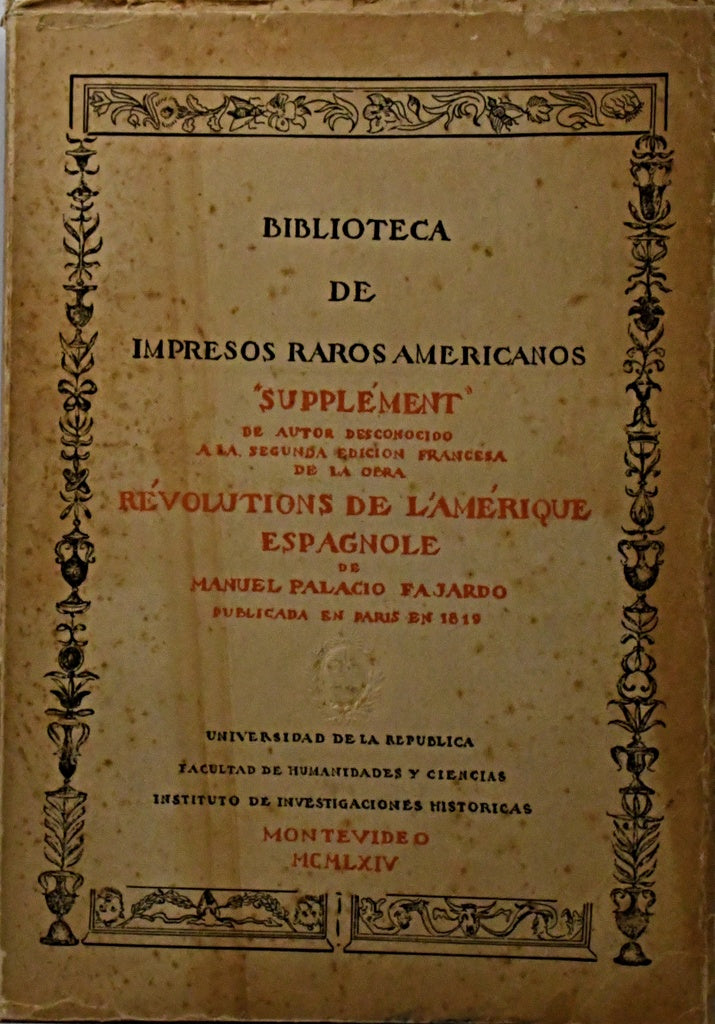 BIBLIOTECA
DE
IMPRESOS RAROS AMERICANOS
"SUPPLÉMENT"
DE AUTOR DESCONOCIDO
A LA SEGUNDA EDICION FRANCESA
DE LA OBRA
RÉVOLUTIONS DE L'AMÉRIQUE
ESPAGNOLE
DE
MANUEL PALACIO FAJARDO
PUBLICADA EN PARIS EN 1819
UNIVERSIDAD DE LA REPUBLICA
FACULTAD DE HUMANIDADES Y CIENCIAS
INSTITUTO DE INVESTIGACIONES HISTORICAS
MONTEVIDEO
MCMLXIV